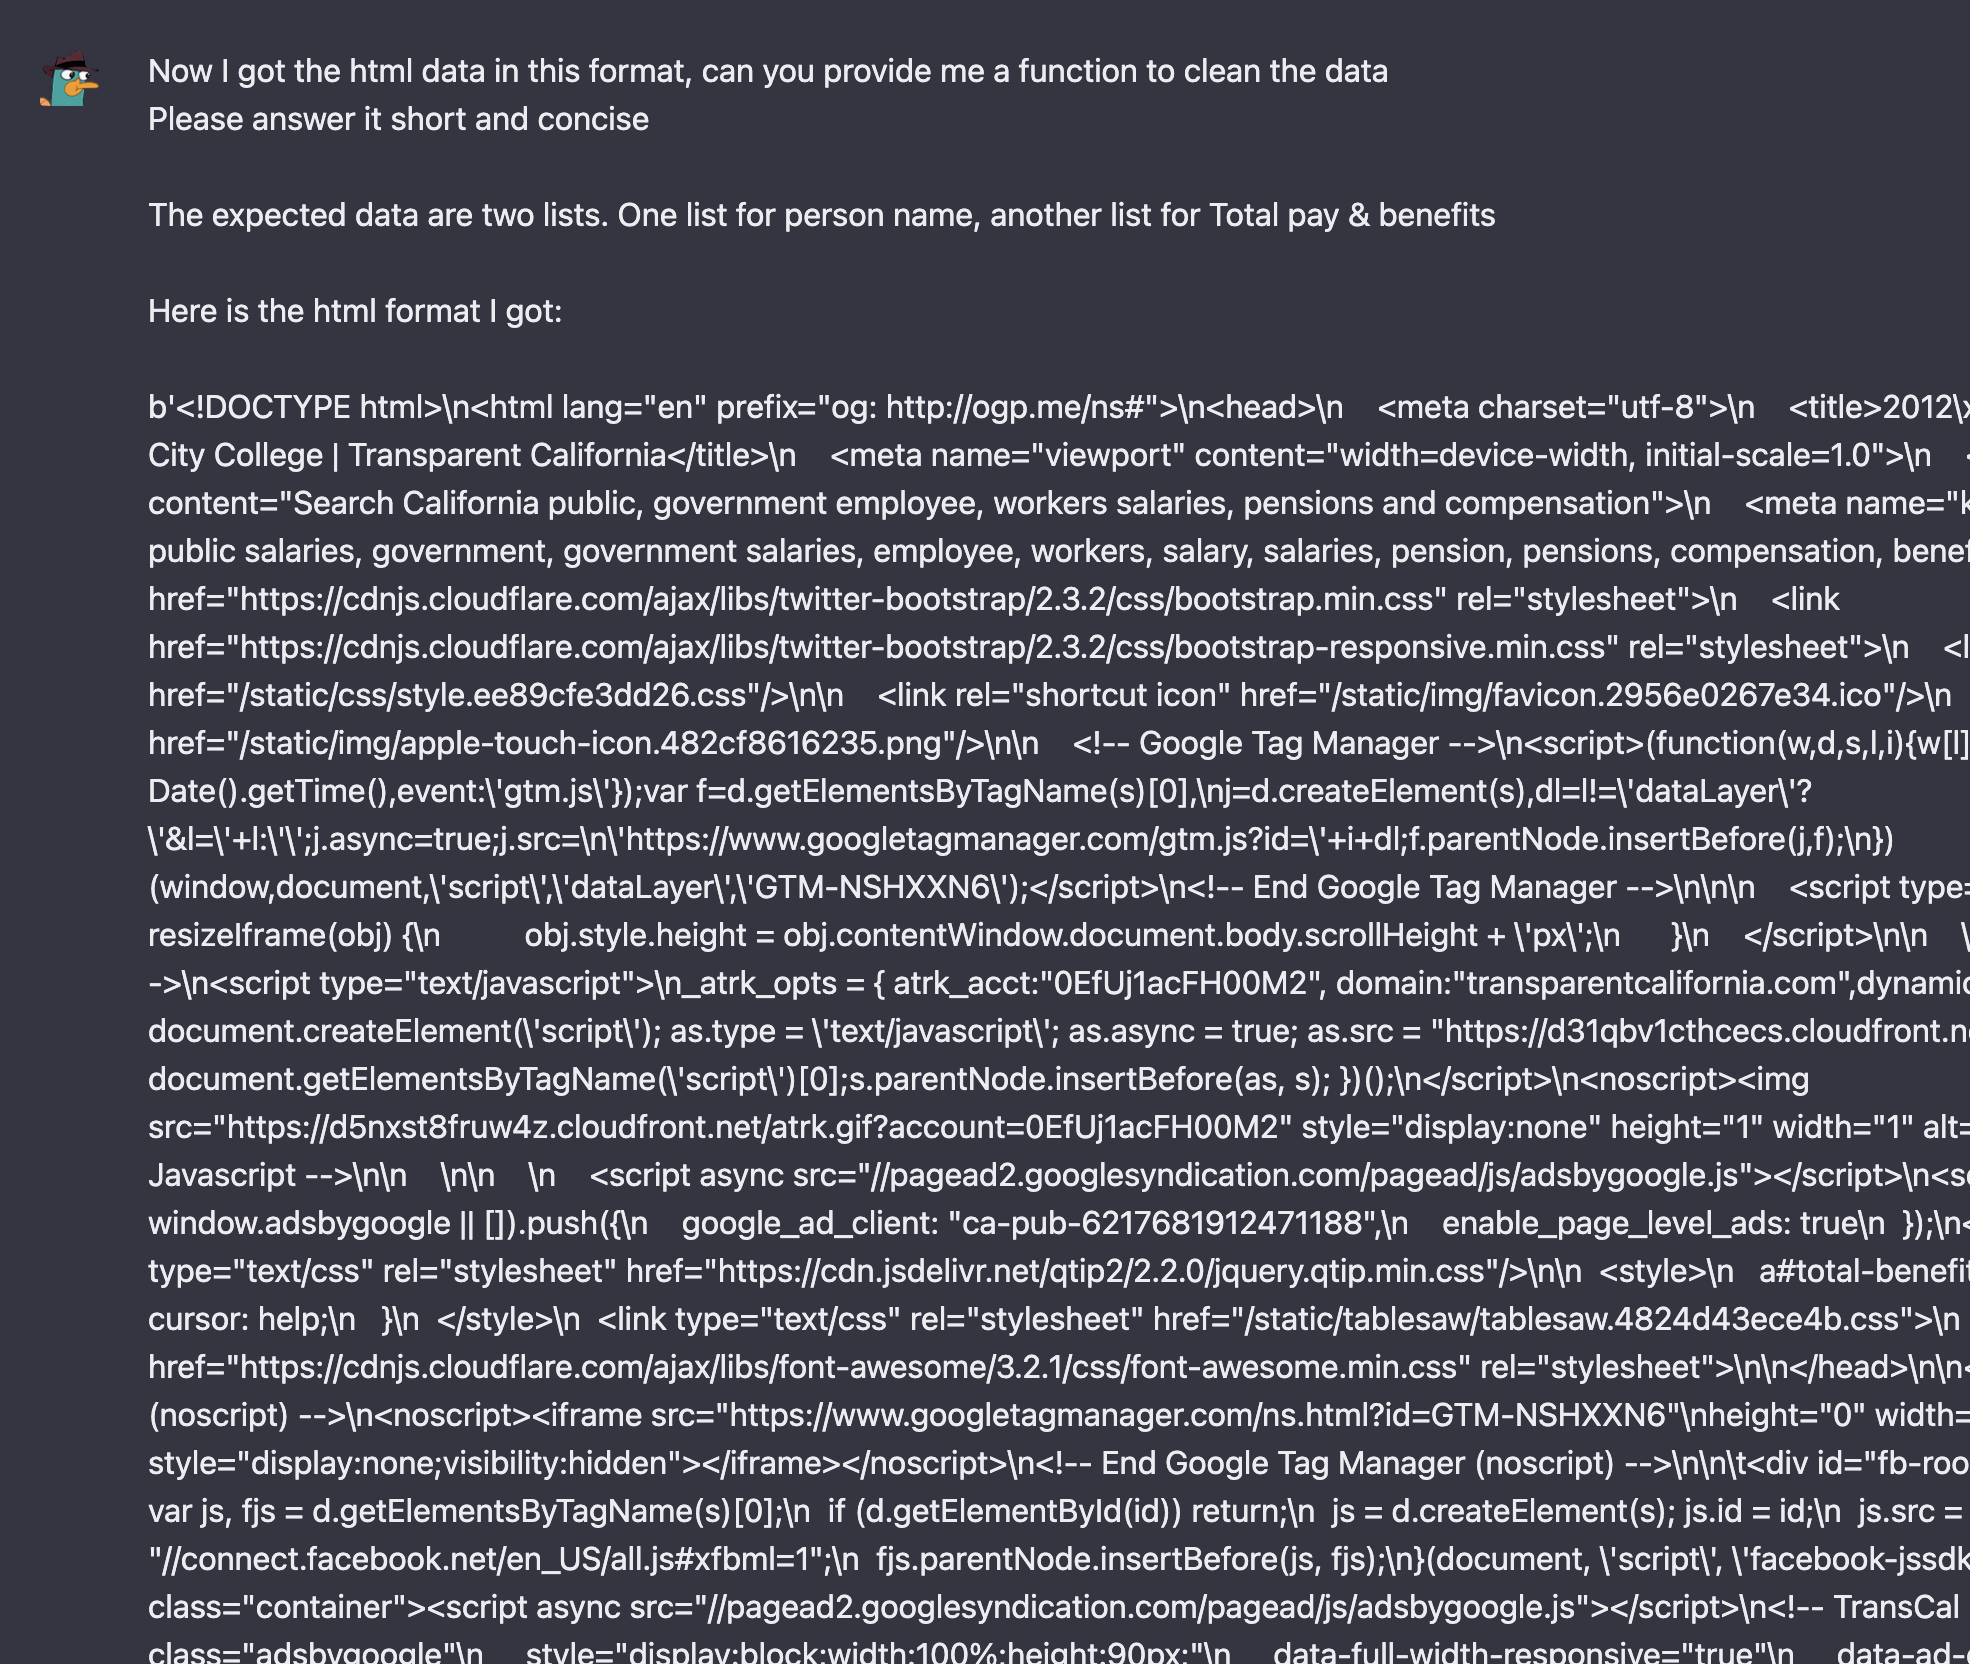 Now I got the html data in this format, can you provide me a function to clean the data
Please answer it short and concise
The expected data are two lists. One list for person name, another list for Total pay & benefits
Here is the html format I got:
b'<!DOCTYPE html>\n<html lang="en" prefix="og: http://ogp.me/ns#">\n<head>\n    <meta charset="utf-8">\n    <title>2012\x
City College | Transparent California</title>\n    <meta name="viewport" content="width=device-width, initial-scale=1.0">\n    <
content="Search California public, government employee, workers salaries, pensions and compensation">\n    <meta name="k
public salaries, government, government salaries, employee, workers, salary, salaries, pension, pensions, compensation, benef
href="https://cdnjs.cloudflare.com/ajax/libs/twitter-bootstrap/2.3.2/css/bootstrap.min.css" rel="stylesheet">\n    <link
href="https://cdnjs.cloudflare.com/ajax/libs/twitter-bootstrap/2.3.2/css/bootstrap-responsive.min.css" rel="stylesheet">\n    <l
href="/static/css/style.ee89cfe3dd26.css"/>\n\n    <link rel="shortcut icon" href="/static/img/favicon.2956e0267e34.ico"/>\n
href="/static/img/apple-touch-icon.482cf8616235.png"/>\n\n    <!-- Google Tag Manager -->\n<script>(function(w,d,s,l,i){w[l]
Date().getTime(),event:\'gtm.js\'});var f=d.getElementsByTagName(s)[0],\nj=d.createElement(s),dl=l!=\'dataLayer\'?
\'&l=\'+l:\'\';j.async=true;j.src=\n\'https://www.googletagmanager.com/gtm.js?id=\'+i+dl;f.parentNode.insertBefore(j,f);\n})
(window,document,\'script\',\'dataLayer\',\'GTM-NSHXXN6\');</script>\n<!-- End Google Tag Manager -->\n\n\n    <script type=
resizeIframe(obj) {\n          obj.style.height = obj.contentWindow.document.body.scrollHeight + \'px\';\n      }\n    </script>\n\n    \
->\n<script type="text/javascript">\n_atrk_opts = { atrk_acct:"0EfUj1acFH00M2", domain:"transparentcalifornia.com",dynamic
document.createElement(\'script\'); as.type = \'text/javascript\'; as.async = true; as.src = "https://d31qbv1cthcecs.cloudfront.ne
document.getElementsByTagName(\'script\')[0];s.parentNode.insertBefore(as, s); })();\n</script>\n<noscript><img
src="https://d5nxst8fruw4z.cloudfront.net/atrk.gif?account=0EfUj1acFH00M2" style="display:none" height="1" width="1" alt=
Javascript -->\n\n    \n\n    \n    <script async src="//pagead2.googlesyndication.com/pagead/js/adsbygoogle.js"></script>\n<sc
window.adsbygoogle || []).push({\n    google_ad_client: "ca-pub-6217681912471188",\n    enable_page_level_ads: true\n  });\n<
type="text/css" rel="stylesheet" href="https://cdn.jsdelivr.net/qtip2/2.2.0/jquery.qtip.min.css"/>\n\n  <style>\n   a#total-benefit
cursor: help;\n   }\n  </style>\n  <link type="text/css" rel="stylesheet" href="/static/tablesaw/tablesaw.4824d43ece4b.css">\n
href="https://cdnjs.cloudflare.com/ajax/libs/font-awesome/3.2.1/css/font-awesome.min.css" rel="stylesheet">\n\n</head>\n\n<
(noscript) -->\n<noscript><iframe src="https://www.googletagmanager.com/ns.html?id=GTM-NSHXXN6"\nheight="0" width=
style="display:none;visibility:hidden"></iframe></noscript>\n<!-- End Google Tag Manager (noscript) -->\n\n\t<div id="fb-roo
var js, fjs = d.getElementsByTagName(s)[0];\n  if (d.getElementById(id)) return;\n  js = d.createElement(s); js.id = id;\n  js.src =
"//connect.facebook.net/en_US/all.js#xfbml=1";\n  fjs.parentNode.insertBefore(js, fjs);\n}(document, \'script\', \'facebook-jssdk
class="container"><script async src="//pagead2.googlesyndication.com/pagead/js/adsbygoogle.js"></script>\n<!-- TransCal
class="adsbygoogle"\n     style="display:block;width:100%;height:90px;"\n     data-full-width-responsive="true"\n     data-ad-